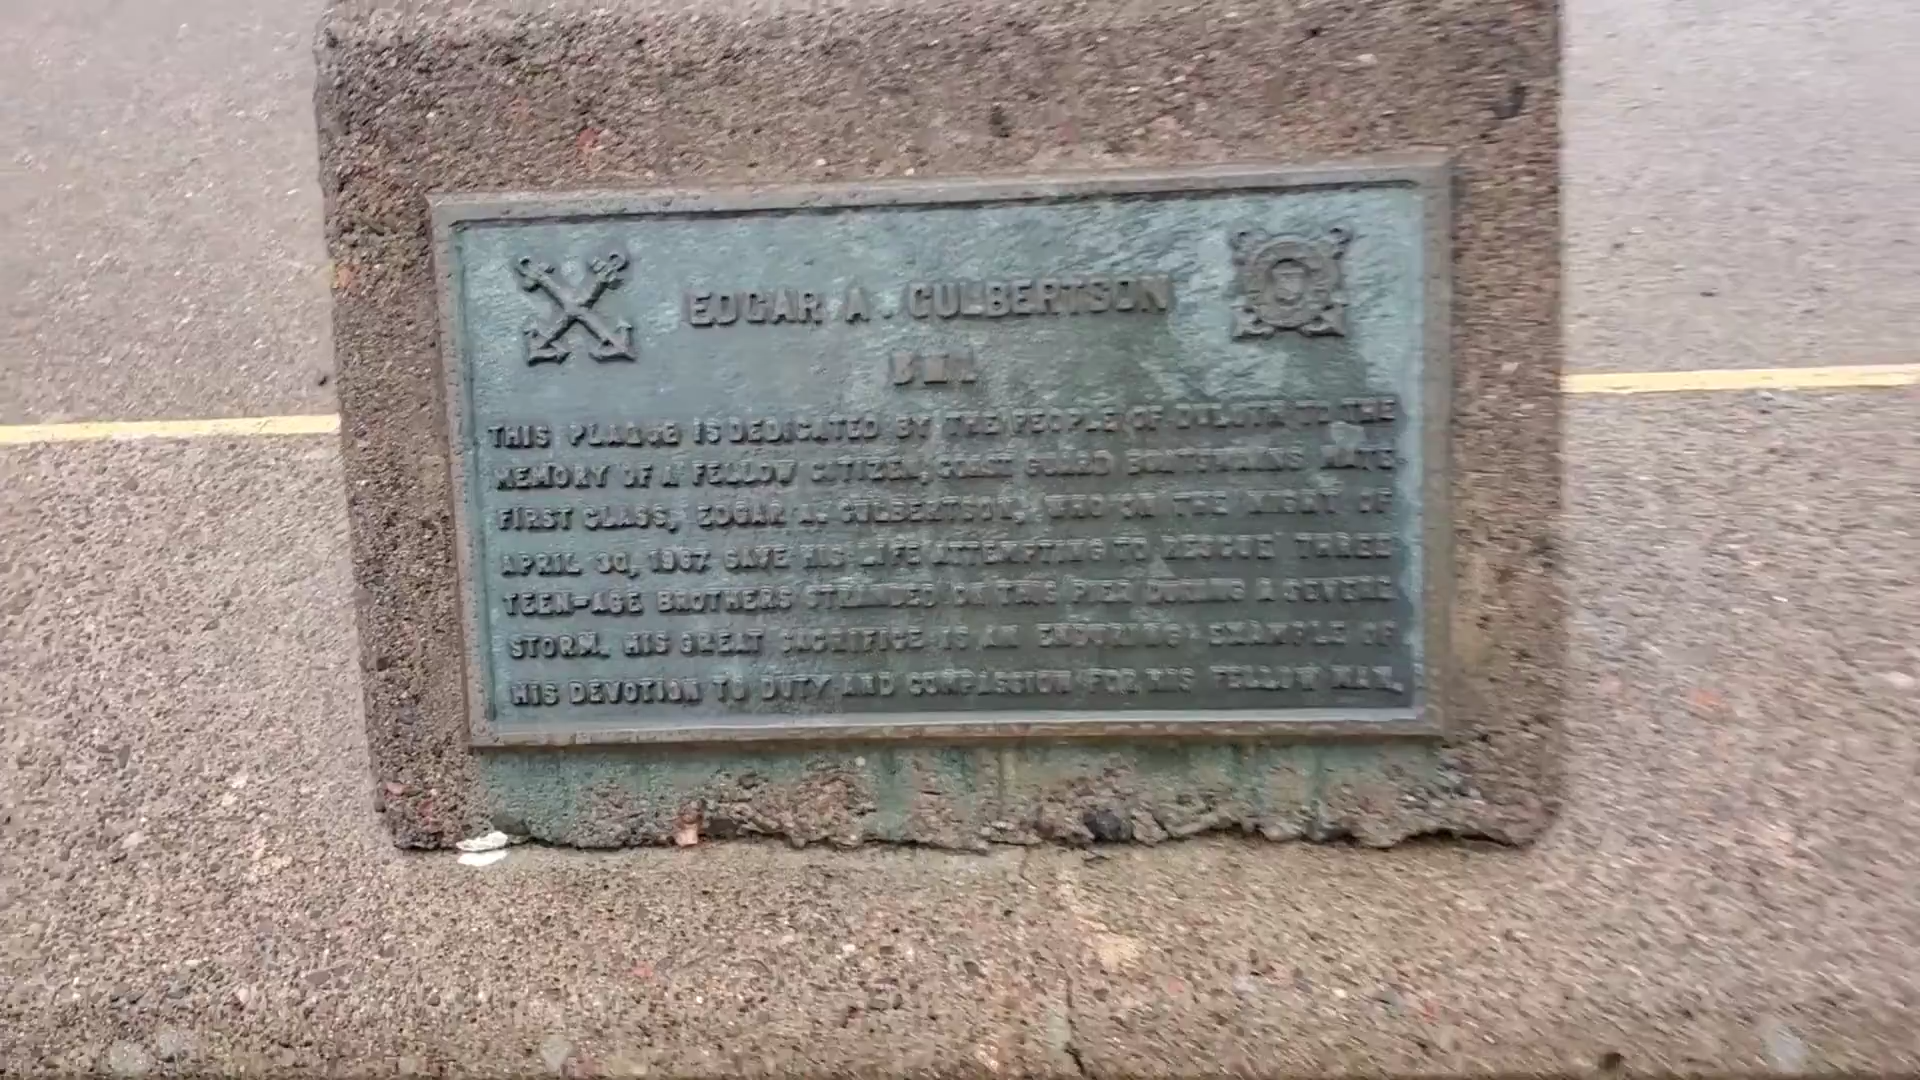 EDGAR A. CULBERTSON
BM1
THIS PLAQUE IS DEDICATED BY THE PEOPLE OF DULUTH TO THE
MEMORY OF A FELLOW CITIZEN, COAST GUARD BOATSWAINS MATE
FIRST CLASS, EDGAR A. CULBERTSON, WHO ON THE NIGHT OF
APRIL 30, 1967 GAVE HIS LIFE ATTEMPTING TO RESCUE THREE
TEEN-AGE BROTHERS STRANDED ON THIS PIER DURING A SEVERE
STORM. HIS GREAT SACRIFICE IS AN ENDURING EXAMPLE OF
HIS DEVOTION TO DUTY AND COMPASSION FOR HIS FELLOW MAN.